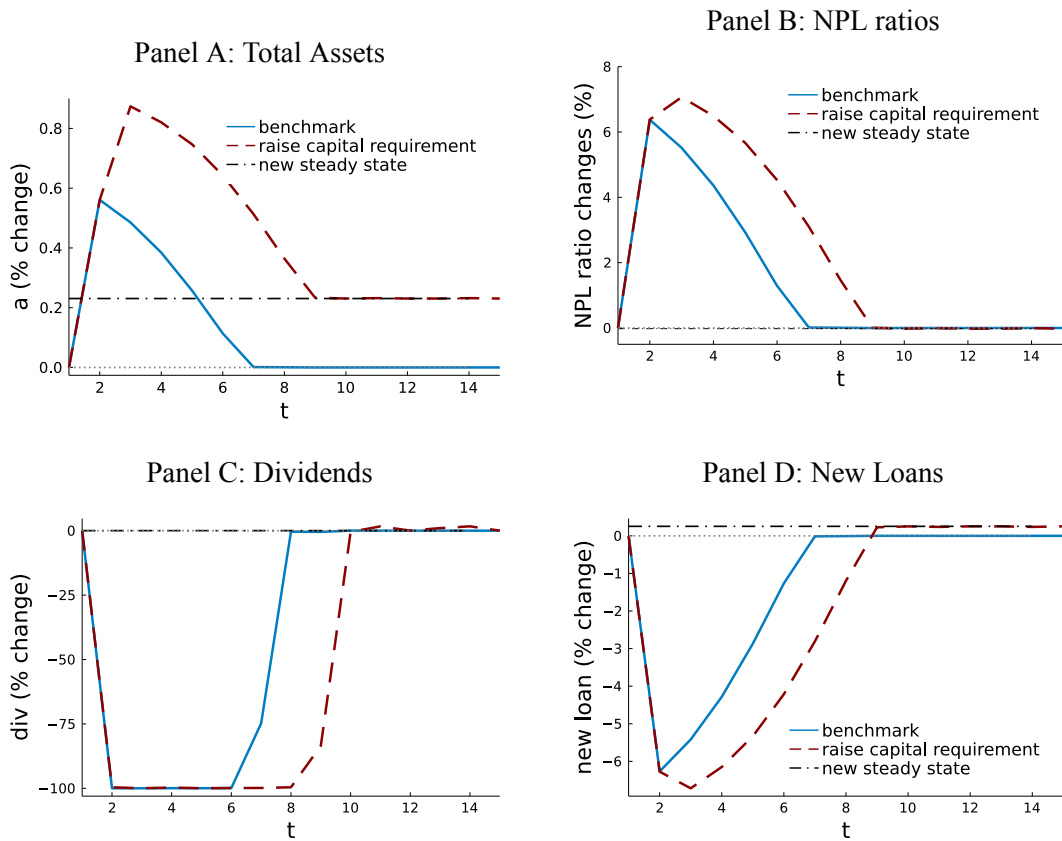 Panel A: Total Assets
a (% change)
0.8
0.6
0.4
0.2
0.0
benchmark
raise capital requirement
new steady state
2 4 6 8 10 12 14
t
Panel B: NPL ratios
NPL ratio changes (%)
8
6
4
2
0
benchmark
raise capital requirement
new steady state
2 4 6 8 10 12 14
t
Panel C: Dividends
div (% change)
0
−25
−50
−75
−100
2 4 6 8 10 12 14
t
Panel D: New Loans
new loan (% change)
0
−1
−2
−3
−4
−5
−6
benchmark
raise capital requirement
new steady state
2 4 6 8 10 12 14
t